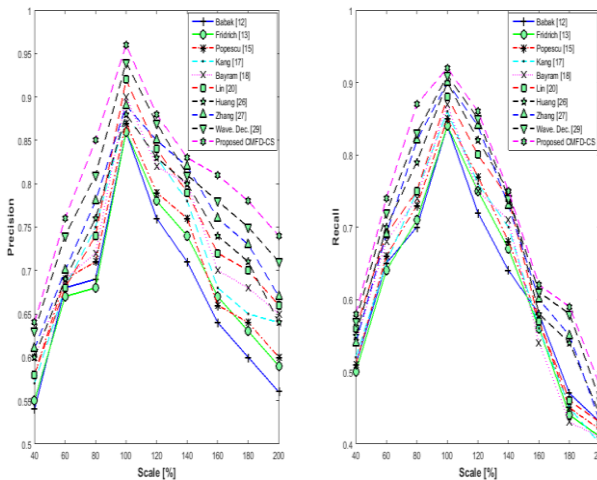 1
0.95
0.9
0.85
0.8
0.75
0.7
0.65
0.6
0.55
0.5
Precision
40 60 80 100 120 140 160 180 200
Scale [%]
Babak [12]
Fridrich [13]
Popescu [15]
Kang [17]
Bayram [18]
Lin [20]
Huang [26]
Zhang [27]
Wave. Dec. [29]
Proposed CMFD-CS
1
0.9
0.8
0.7
0.6
0.5
0.4
Recall
40 60 80 100 120 140 160 180 200
Scale [%]
Babak [12]
Fridrich [13]
Popescu [15]
Kang [17]
Bayram [18]
Lin [20]
Huang [26]
Zhang [27]
Wave. Dec. [29]
Proposed CMFD-CS